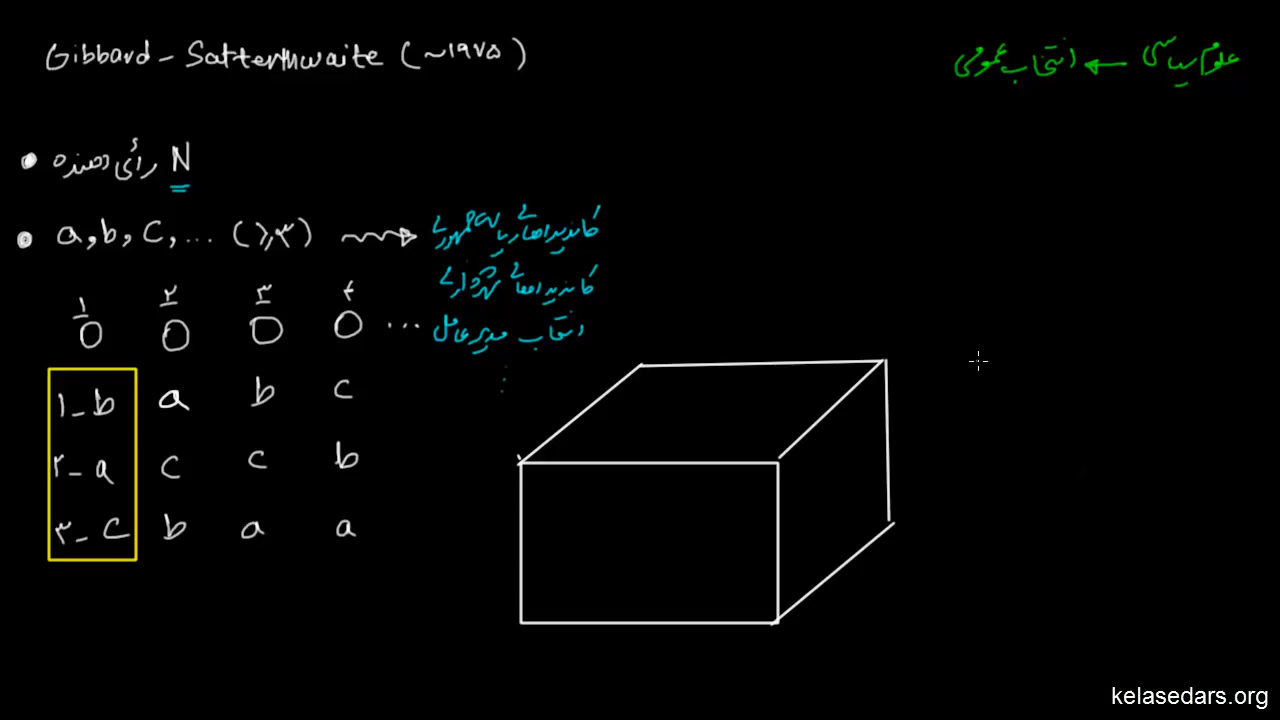 Gibbard - Satterthwaite (~۱۹۷۵)
علوم سیاسی ← انتخاب عمومی
N رأی دهنده
a, b, c, ... (≥۳)
کاندیداهای ریاست جمهوری
کاندیداهای شهرداری
انتخاب مدیر عامل
۱ ۲ ۳ ۴
...
۱- b a b c
۲- a c c b
۳- c b a a
kelasedars.org